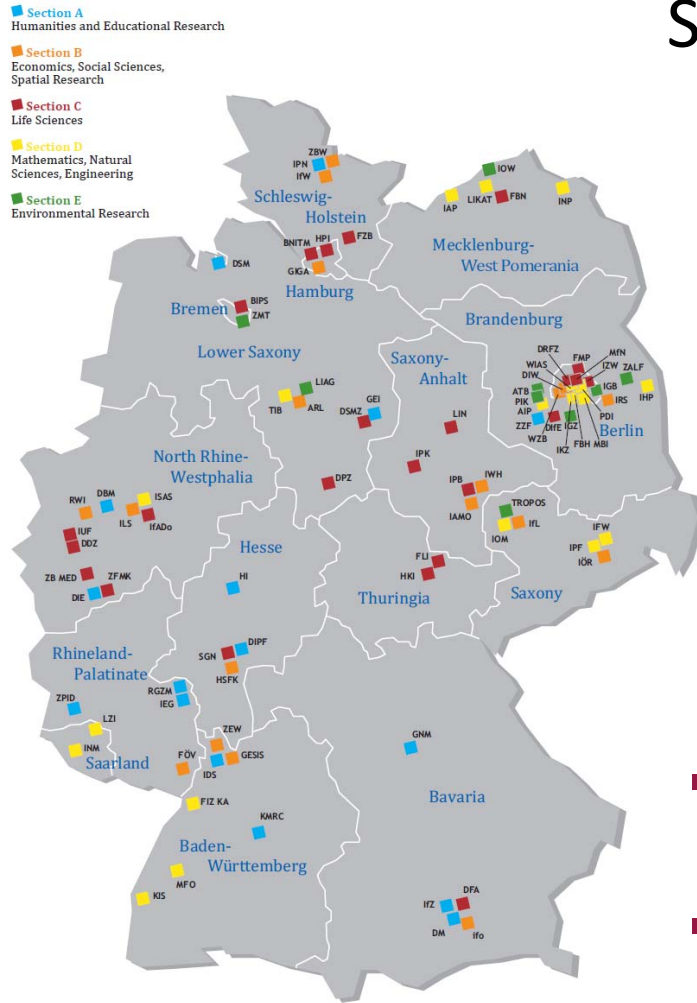 S
Section A
Humanities and Educational Research
Section B
Economics, Social Sciences,
Spatial Research
Section C
Life Sciences
Section D
Mathematics, Natural
Sciences, Engineering
Section E
Environmental Research
ZBW
IPN
IfW
Schleswig-
Holstein
IOW
IAP
LIKAT
FBN
INP
BNITM
HPI
FZB
GIGA
Hamburg
Mecklenburg-
West Pomerania
DSM
Bremen
BIPS
ZMT
Lower Saxony
Brandenburg
Saxony-
Anhalt
DRFZ
FMP
MfN
WIAS
IZW
DIW
ZALF
ATB
IGB
PIK
IHP
AIP
IRS
ZZF
DIfE
IGZ
PDI
WZB
Berlin
FBH
MBI
IKZ
LIAG
TIB
ARL
GEI
DSMZ
LIN
North Rhine-
Westphalia
IPK
DPZ
IPB
IWH
IAMO
RWI
DBM
ISAS
ILS
IfADo
IUF
DDZ
TROPOS
IOM
IfL
IFW
IPF
IÖR
Hesse
FLI
HKI
Thuringia
Saxony
ZB MED
ZFMK
DIE
HI
Rhineland-
Palatinate
SGN
DIPF
HSFK
RGZM
IEG
ZPID
LZI
INM
Saarland
FÖV
ZEW
GESIS
IDS
GNM
Bavaria
FIZ KA
KMRC
Baden-
Württemberg
MFO
KIS
IfZ
DFA
DM
ifo